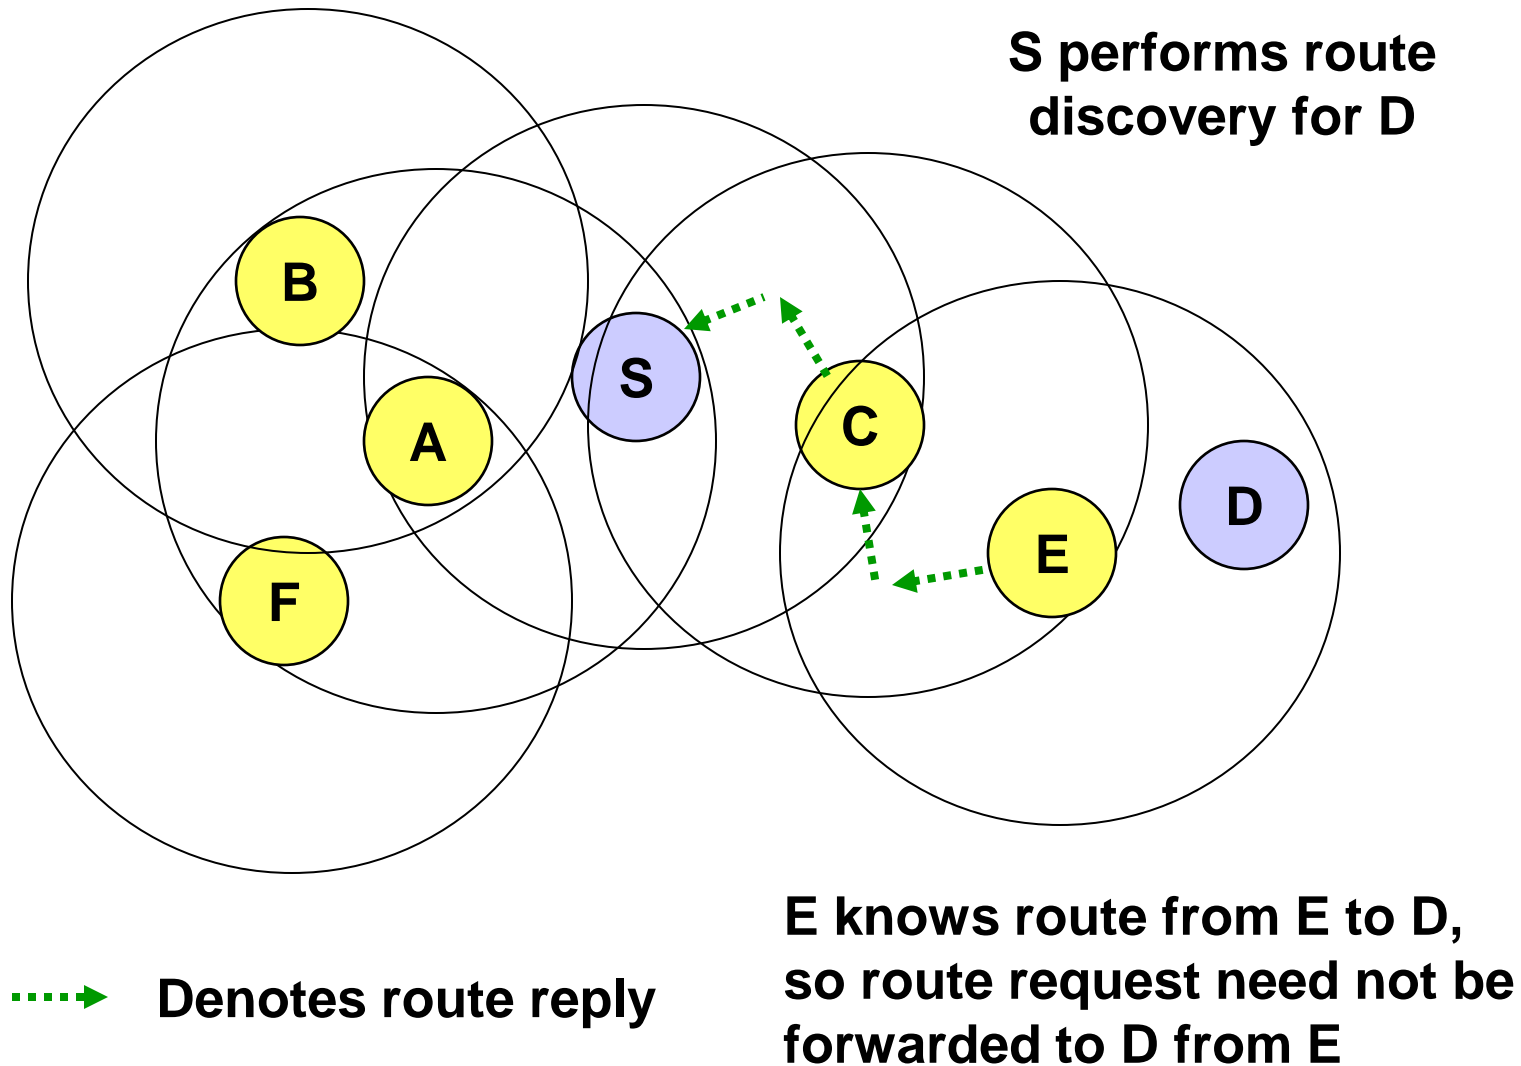 S performs route
discovery for D
B
S
A
C
D
E
F
E knows route from E to D,
so route request need not be
forwarded to D from E
Denotes route reply